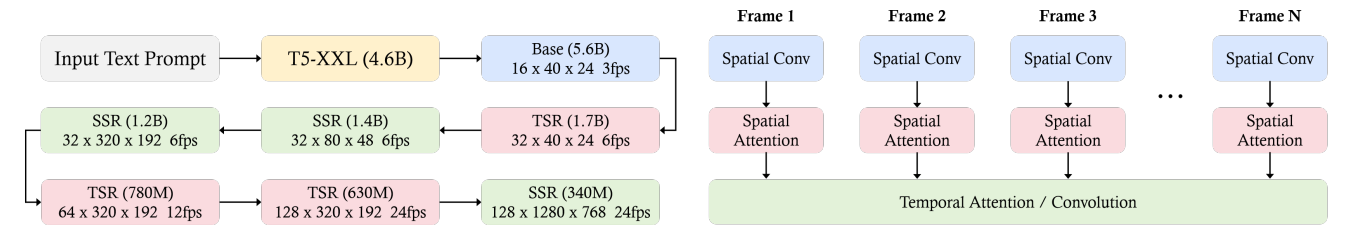 Input Text Prompt
T5-XXL (4.6B)
Base (5.6B)
16 x 40 x 24 3fps
SSR (1.2B)
32 x 320 x 192 6fps
SSR (1.4B)
32 x 80 x 48 6fps
TSR (1.7B)
32 x 40 x 24 6fps
TSR (780M)
64 x 320 x 192 12fps
TSR (630M)
128 x 320 x 192 24fps
SSR (340M)
128 x 1280 x 768 24fps
Frame 1
Frame 2
Frame 3
Frame N
Spatial Conv
Spatial Conv
Spatial Conv
...
Spatial Conv
Spatial
Attention
Spatial
Attention
Spatial
Attention
Spatial
Attention
Temporal Attention / Convolution